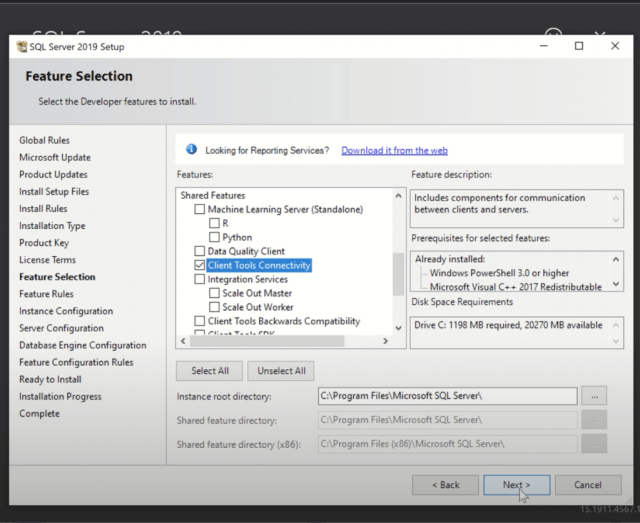 SQL Server 2019
SQL Server 2019 Setup
Feature Selection
Select the Developer features to install.
Global Rules
Microsoft Update
Product Updates
Install Setup Files
Install Rules
Installation Type
Product Key
License Terms
Feature Selection
Feature Rules
Instance Configuration
Server Configuration
Database Engine Configuration
Feature Configuration Rules
Ready to Install
Installation Progress
Complete
Looking for Reporting Services? Download it from the web
Features:
Shared Features
Machine Learning Server (Standalone)
R
Python
Data Quality Client
Client Tools Connectivity
Integration Services
Scale Out Master
Scale Out Worker
Client Tools Backwards Compatibility
Client Tools SDK
Feature description:
Includes components for communication
between clients and servers.
Prerequisites for selected features:
Already installed:
Windows PowerShell 3.0 or higher
Microsoft Visual C++ 2017 Redistributable
Disk Space Requirements
Drive C: 1198 MB required, 20270 MB available
Select All
Unselect All
Instance root directory: C:\Program Files\Microsoft SQL Server\ ...
Shared feature directory: C:\Program Files\Microsoft SQL Server\ ...
Shared feature directory (x86): C:\Program Files (x86)\Microsoft SQL Server\ ...
< Back
Next >
Cancel
15.1911.4567.1